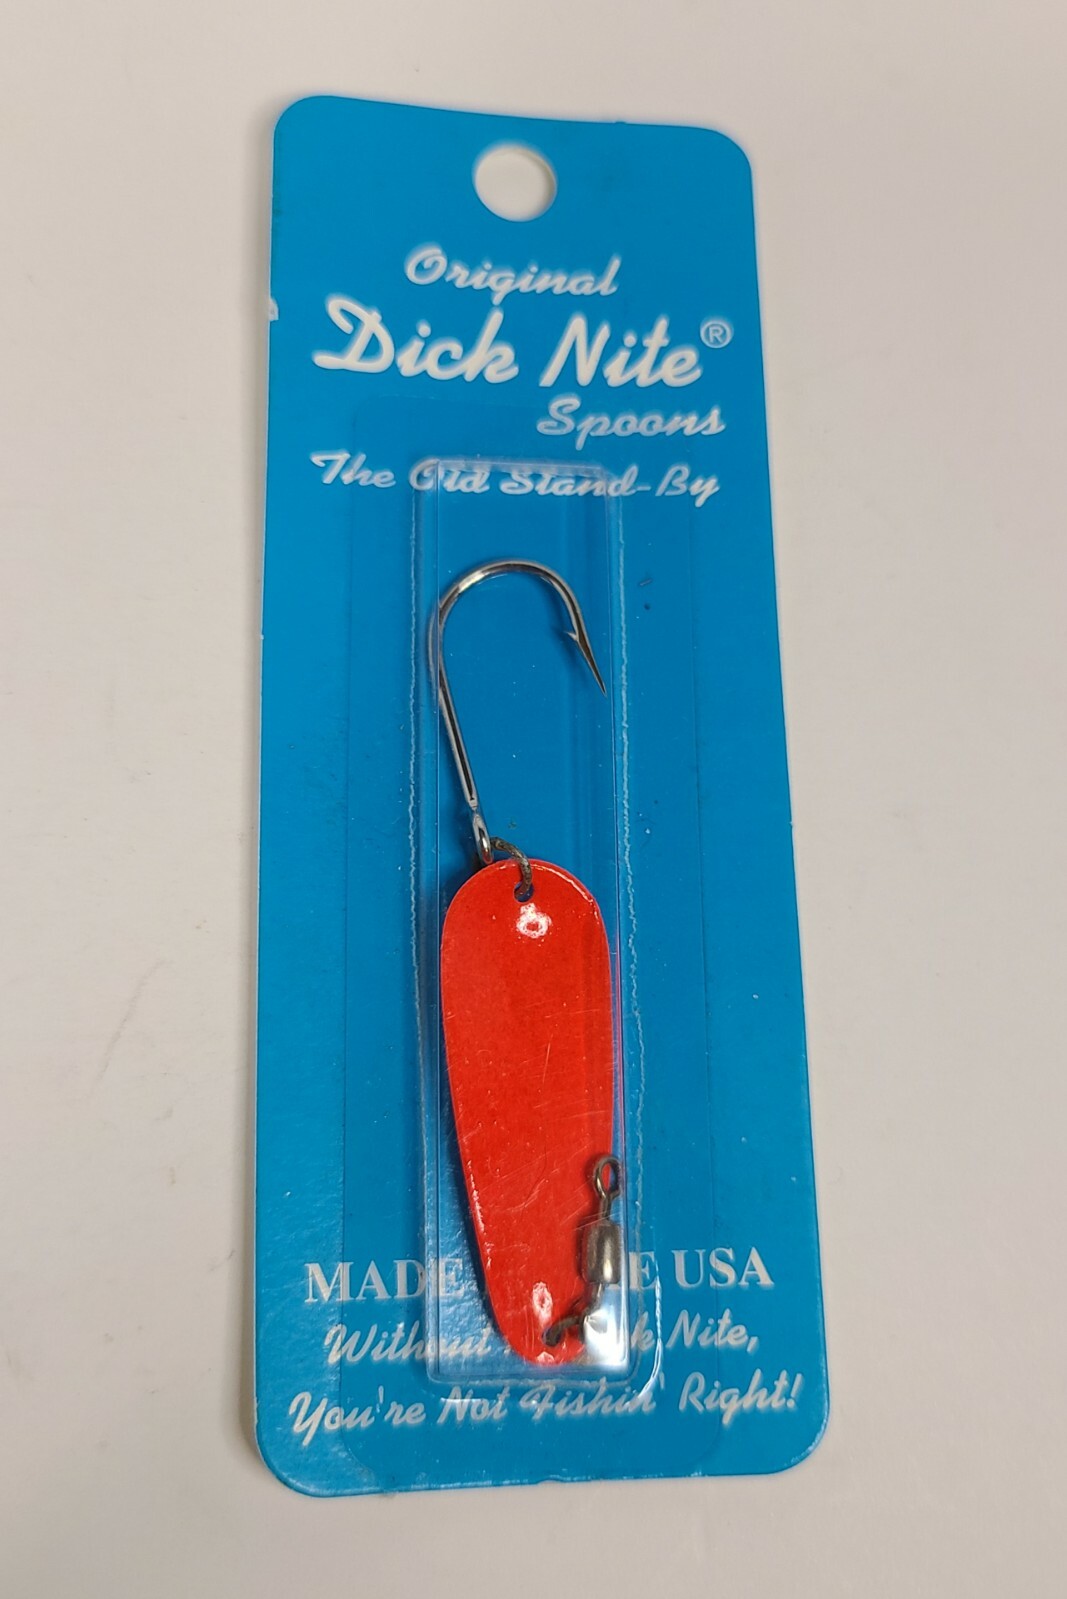 Original
Dick Nite®
Spoons
The Old Stand-By
MADE E USA
Without k Nite,
You're Not Fishin' Right!